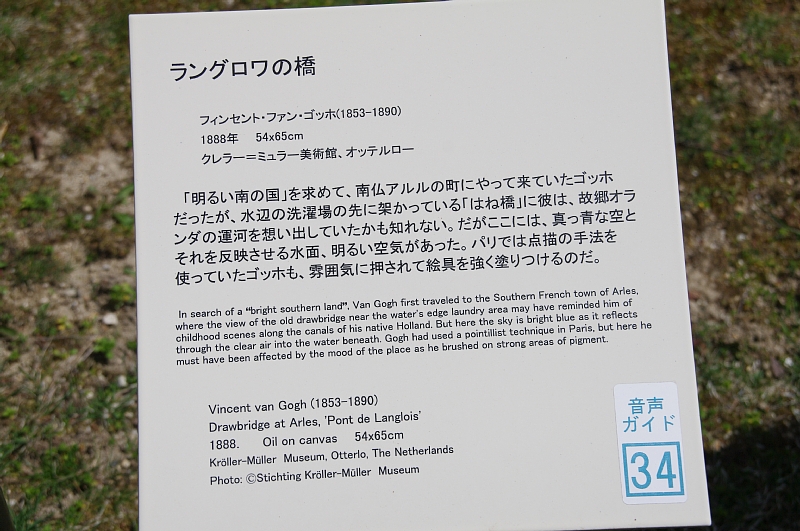 ラングロワの橋
フィンセント・ファン・ゴッホ(1853-1890)
1888年 54x65cm
クレラー＝ミュラー美術館、オッテルロー
「明るい南の国」を求めて、南仏アルルの町にやって来ていたゴッホ
だったが、水辺の洗濯場の先に架かっている「はね橋」に彼は、故郷オラ
ンダの運河を想い出していたかも知れない。だがここには、真っ青な空と
それを反映させる水面、明るい空気があった。パリでは点描の手法を
使っていたゴッホも、雰囲気に押されて絵具を強く塗りつけるのだ。
In search of a "bright southern land", Van Gogh first traveled to the Southern French town of Arles,
where the view of the old drawbridge near the water's edge laundry area may have reminded him of
childhood scenes along the canals of his native Holland. But here the sky is bright blue as it reflects
through the clear air into the water beneath. Gogh had used a pointillist technique in Paris, but here he
must have been affected by the mood of the place as he brushed on strong areas of pigment.
Vincent van Gogh (1853-1890)
Drawbridge at Arles, 'Pont de Langlois'
1888. Oil on canvas 54x65cm
Kröller-Müller Museum, Otterlo, The Netherlands
Photo: ©Stichting Kröller-Müller Museum
音声
ガイド
34